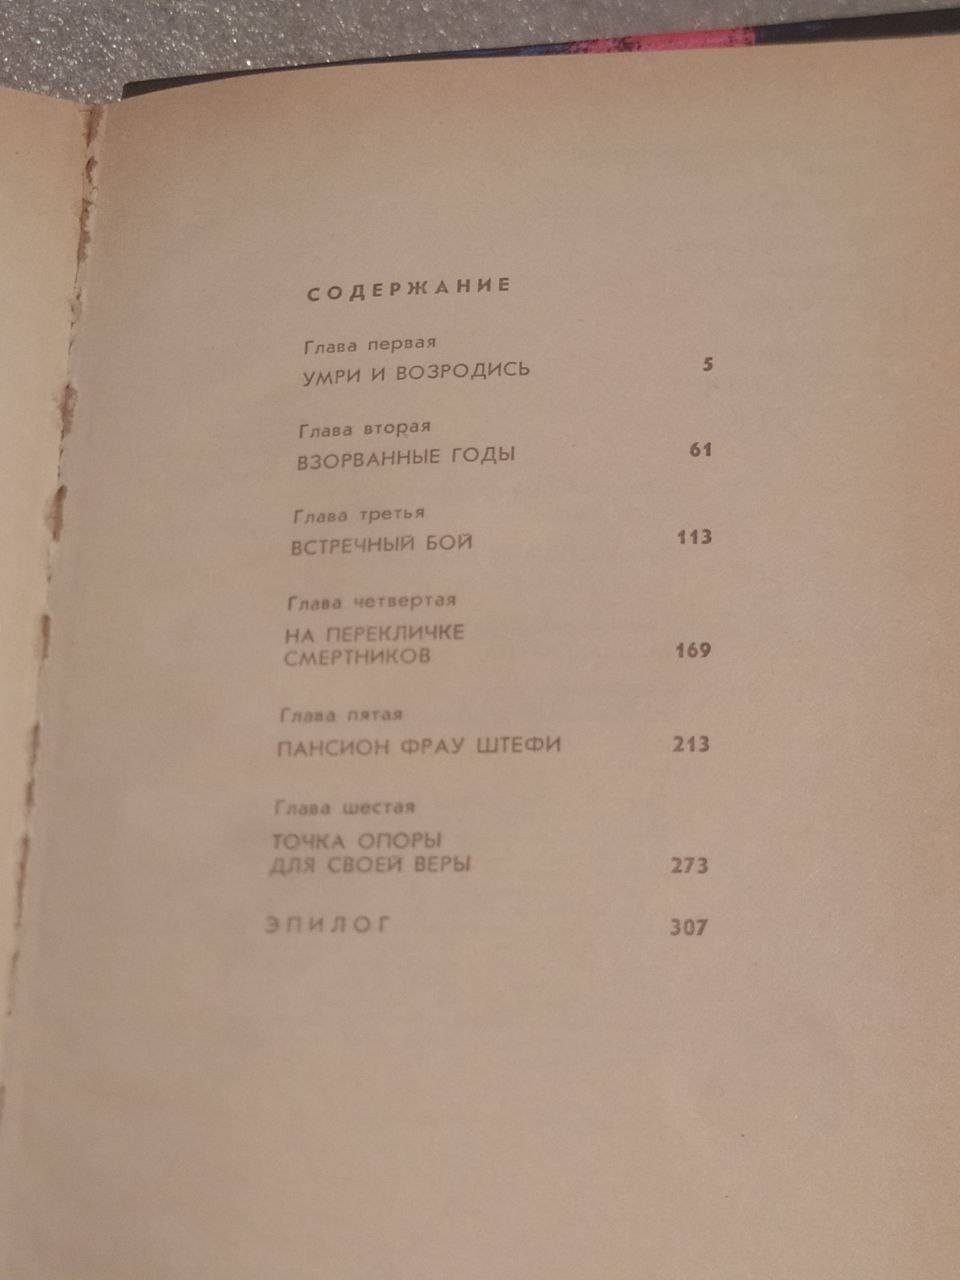 СОДЕРЖАНИЕ
Глава первая
УМРИ И ВОЗРОДИСЬ 5
Глава вторая
ВЗОРВАННЫЕ ГОДЫ 61
Глава третья
ВСТРЕЧНЫЙ БОЙ 113
Глава четвертая
НА ПЕРЕКЛИЧКЕ
СМЕРТНИКОВ 169
Глава пятая
ПАНСИОН ФРАУ ШТЕФИ 213
Глава шестая
ТОЧКА ОПОРЫ
ДЛЯ СВОЕЙ ВЕРЫ 273
ЭПИЛОГ 307